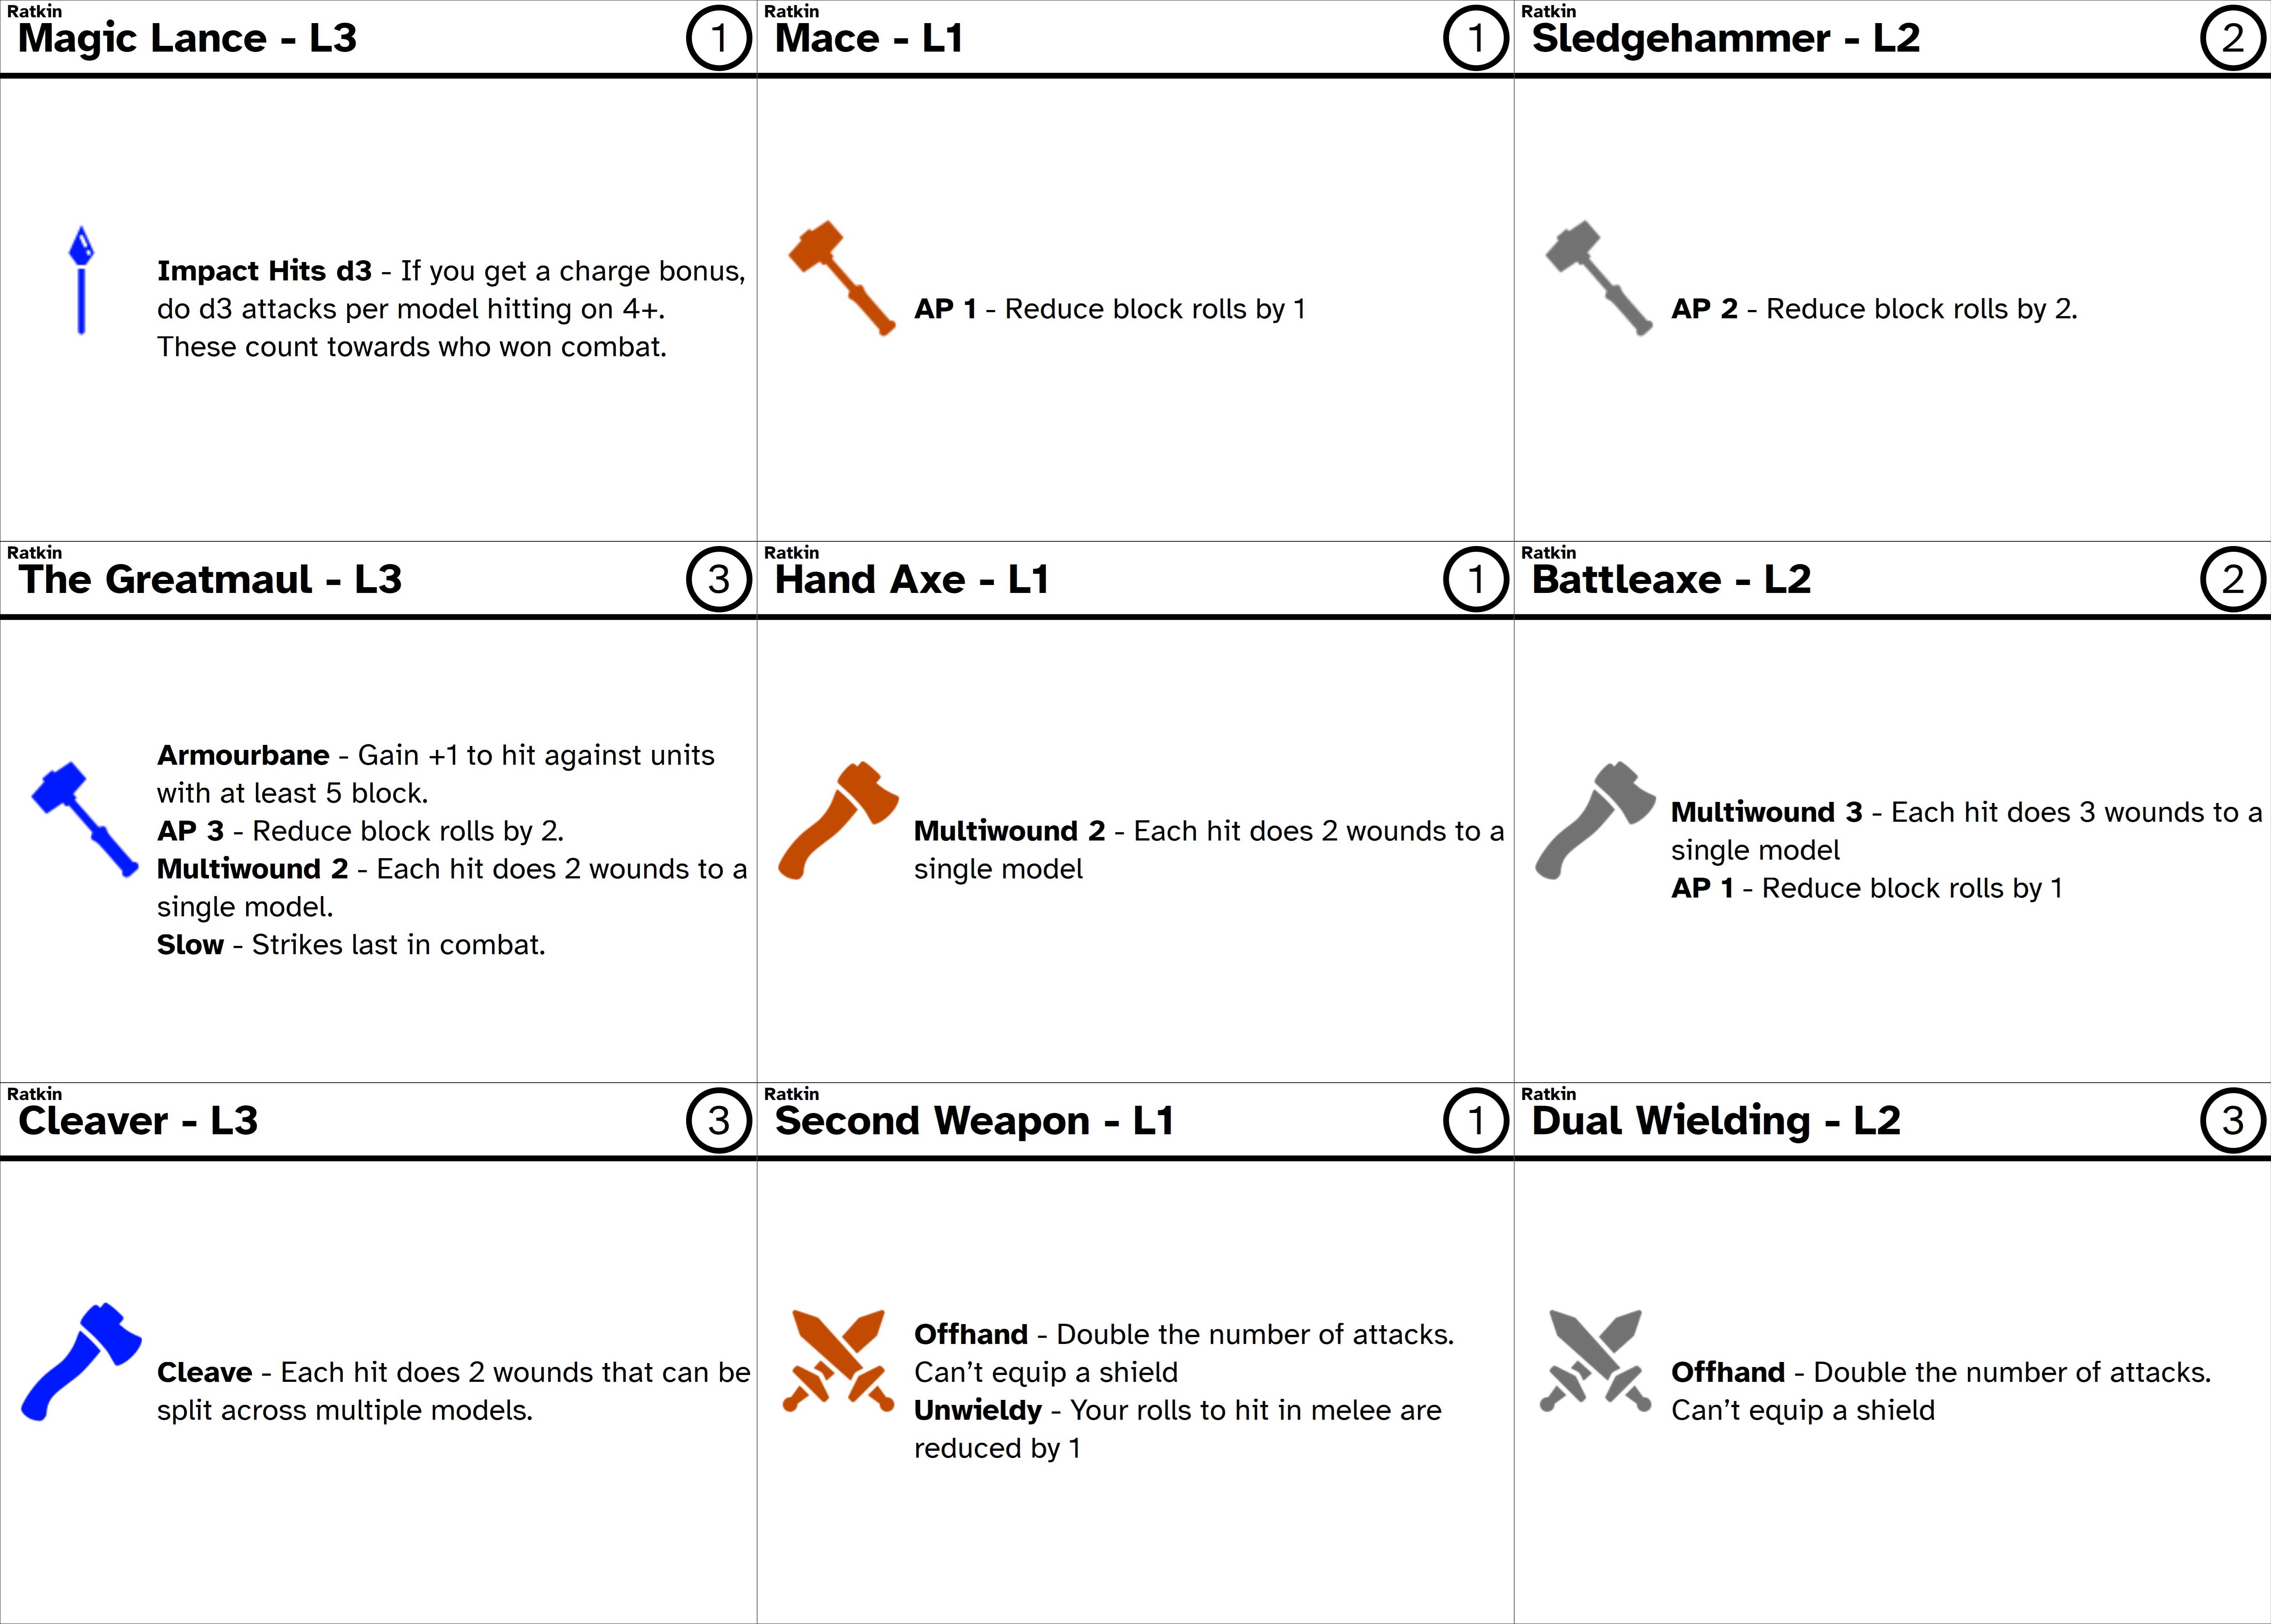 Ratkin
Magic Lance - L3
1
Impact Hits d3 - If you get a charge bonus,
do d3 attacks per model hitting on 4+.
These count towards who won combat.
Ratkin
Mace - L1
1
AP 1 - Reduce block rolls by 1
Ratkin
Sledgehammer - L2
2
AP 2 - Reduce block rolls by 2.
Ratkin
The Greatmaul - L3
3
Armourbane - Gain +1 to hit against units
with at least 5 block.
AP 3 - Reduce block rolls by 2.
Multiwound 2 - Each hit does 2 wounds to a
single model.
Slow - Strikes last in combat.
Ratkin
Hand Axe - L1
1
Multiwound 2 - Each hit does 2 wounds to a
single model
Ratkin
Battleaxe - L2
2
Multiwound 3 - Each hit does 3 wounds to a
single model
AP 1 - Reduce block rolls by 1
Ratkin
Cleaver - L3
3
Cleave - Each hit does 2 wounds that can be
split across multiple models.
Ratkin
Second Weapon - L1
1
Offhand - Double the number of attacks.
Can't equip a shield
Unwieldy - Your rolls to hit in melee are
reduced by 1
Ratkin
Dual Wielding - L2
3
Offhand - Double the number of attacks.
Can't equip a shield